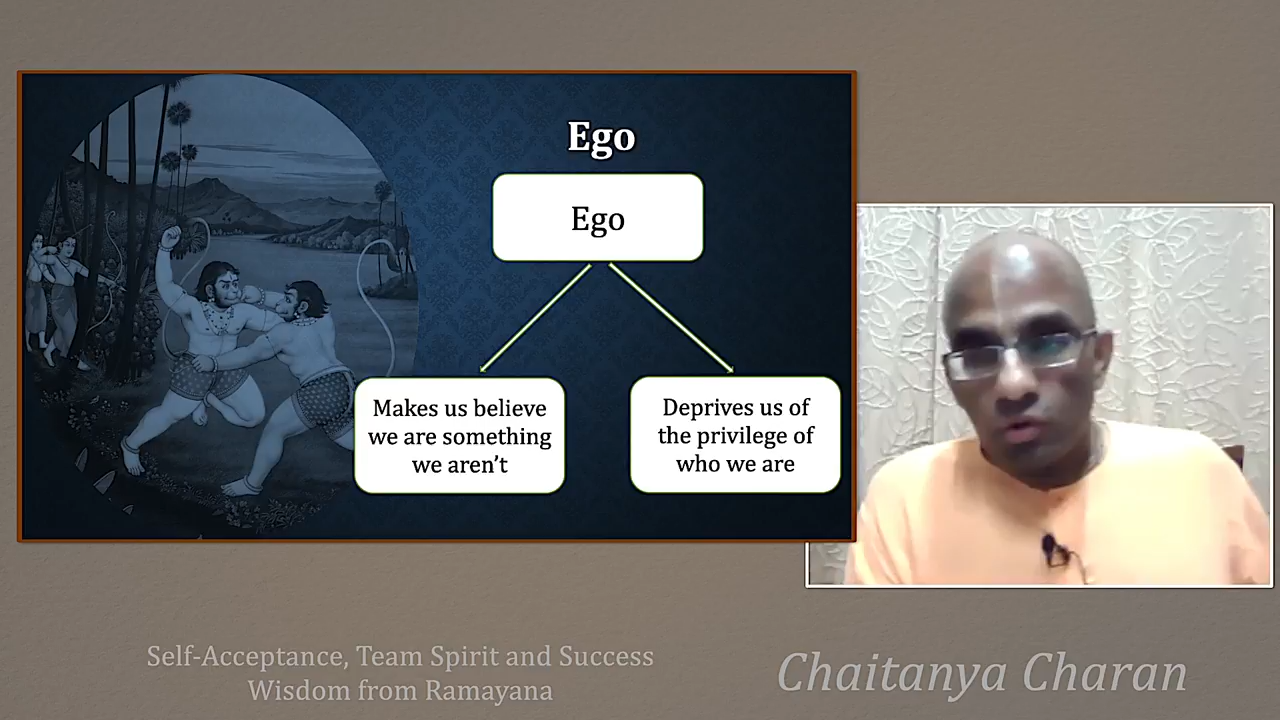 Ego
Ego
Makes us believe
we are something
we aren’t
Deprives us of
the privilege of
who we are
Self-Acceptance, Team Spirit and Success
Wisdom from Ramayana
Chaitanya Charan